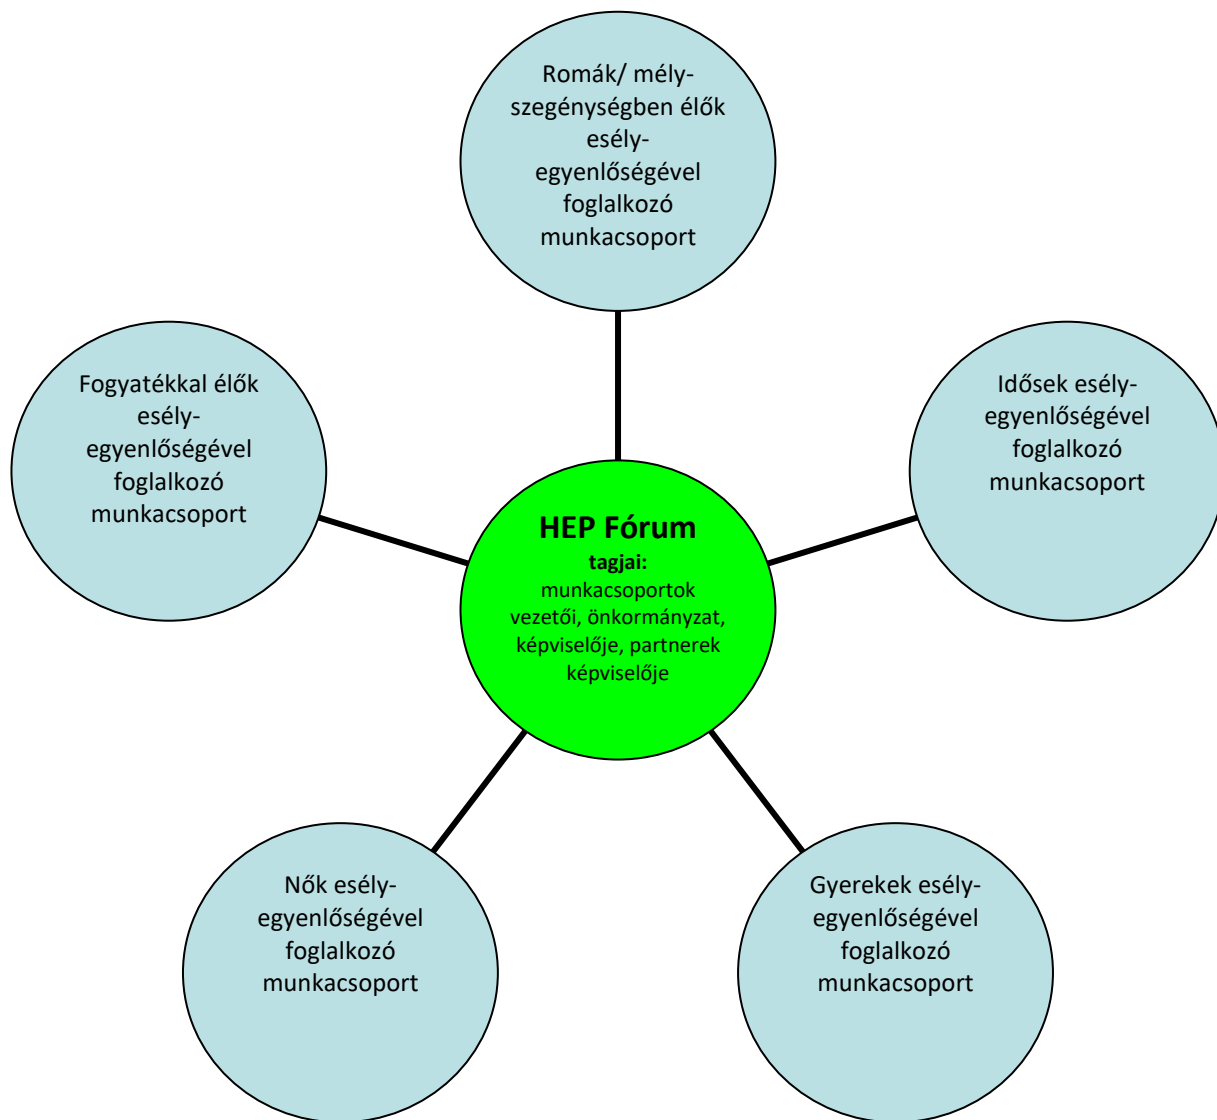 Romák/ mély-
szegénységben élők
esély-
egyenlőségével
foglalkozó
munkacsoport
Fogyatékkal élők
esély-
egyenlőségével
foglalkozó
munkacsoport
Idősek esély-
egyenlőségével
foglalkozó
munkacsoport
HEP Fórum
tagjai:
munkacsoportok
vezetői, önkormányzat,
képviselője, partnerek
képviselője
Nők esély-
egyenlőségével
foglalkozó
munkacsoport
Gyerekek esély-
egyenlőségével
foglalkozó
munkacsoport